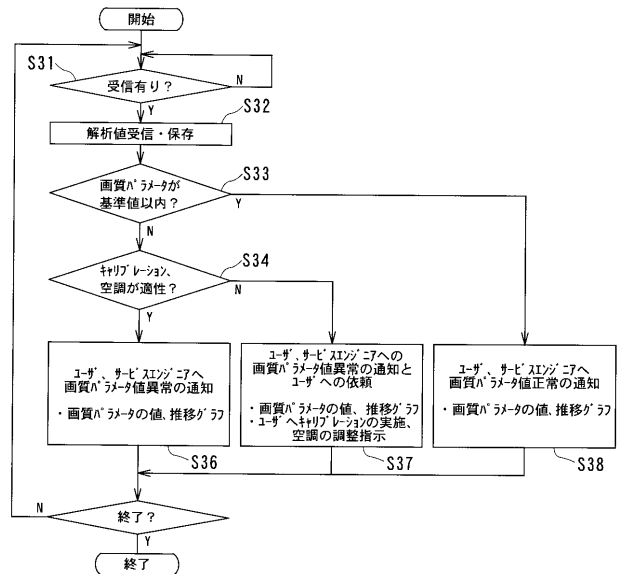 開始
S31
受信有り？
N
Y
S32
解析値受信・保存
S33
画質ﾊﾟﾗﾒｰﾀが
基準値以内？
Y
N
S34
ｷｬﾘﾌﾞﾚｰｼｮﾝ、
空調が適性？
N
Y
ﾕｰｻﾞ、ｻｰﾋﾞｽｴﾝｼﾞﾆｱへ
画質ﾊﾟﾗﾒｰﾀ値異常の通知
・画質ﾊﾟﾗﾒｰﾀの値、推移ｸﾞﾗﾌ
S36
ﾕｰｻﾞ、ｻｰﾋﾞｽｴﾝｼﾞﾆｱへの
画質ﾊﾟﾗﾒｰﾀ値異常の通知と
ﾕｰｻﾞへの依頼
・画質ﾊﾟﾗﾒｰﾀの値、推移ｸﾞﾗﾌ
・ﾕｰｻﾞへｷｬﾘﾌﾞﾚｰｼｮﾝの実施、
空調の調整指示
S37
ﾕｰｻﾞ、ｻｰﾋﾞｽｴﾝｼﾞﾆｱへ
画質ﾊﾟﾗﾒｰﾀ値正常の通知
・画質ﾊﾟﾗﾒｰﾀの値、推移ｸﾞﾗﾌ
S38
N
終了？
Y
終了